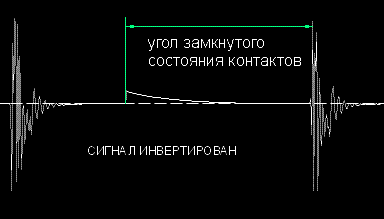 угол замкнутого
состояния контактов
СИГНАЛ ИНВЕРТИРОВАН